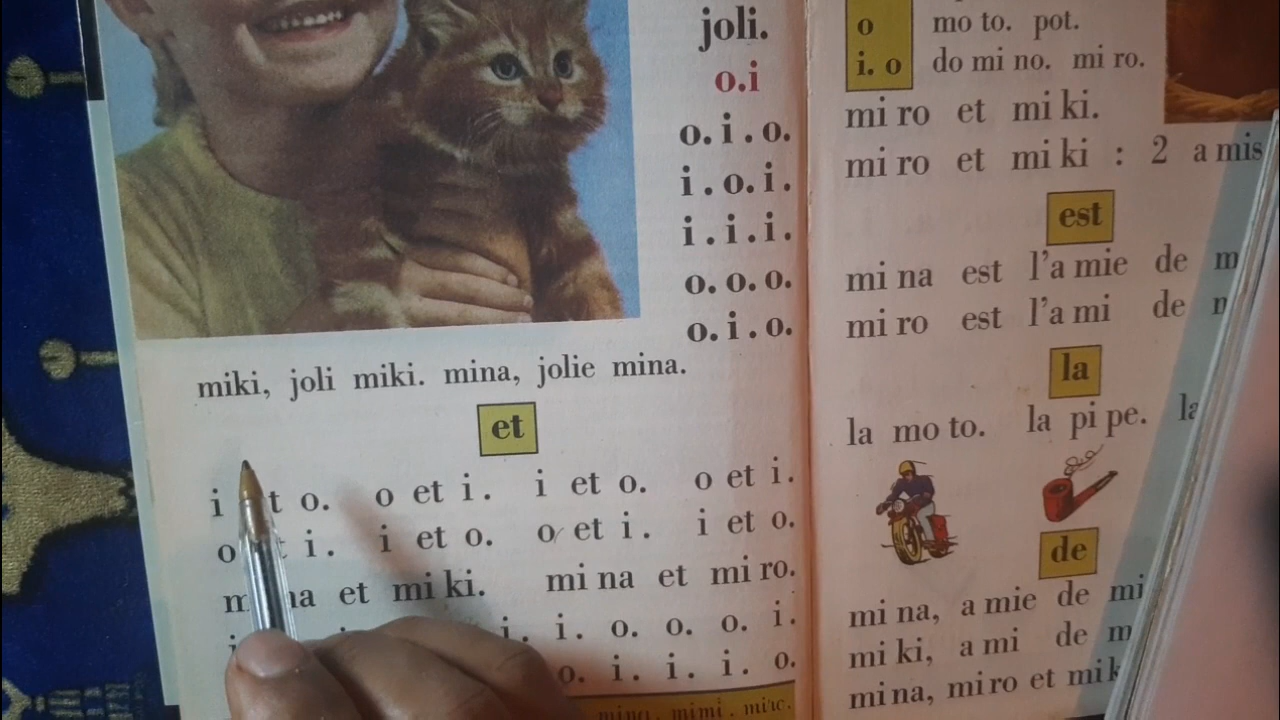 joli.
o.i
o. i. o.
i. o. i.
i. i. i.
o. o. o.
o. i. o.
miki, joli miki. mina, jolie mina.
et
i t o. o et i. i et o. o et i.
o i. i et o. o et i. i et o.
et mi ki. mi na et mi ro.
i. i. o. o. o. i.
o. i. i. i. o.
mimi.
o mo to. pot.
i. o do mi no. mi ro.
mi ro et mi ki.
mi ro et mi ki : 2 a mis
est
mi na est l'a mie de
mi ro est l'a mi de
la
la mo to. la pi pe.
de
mi na, a mie de mi
mi ki, a mi de m
mi na, mi ro et mi k